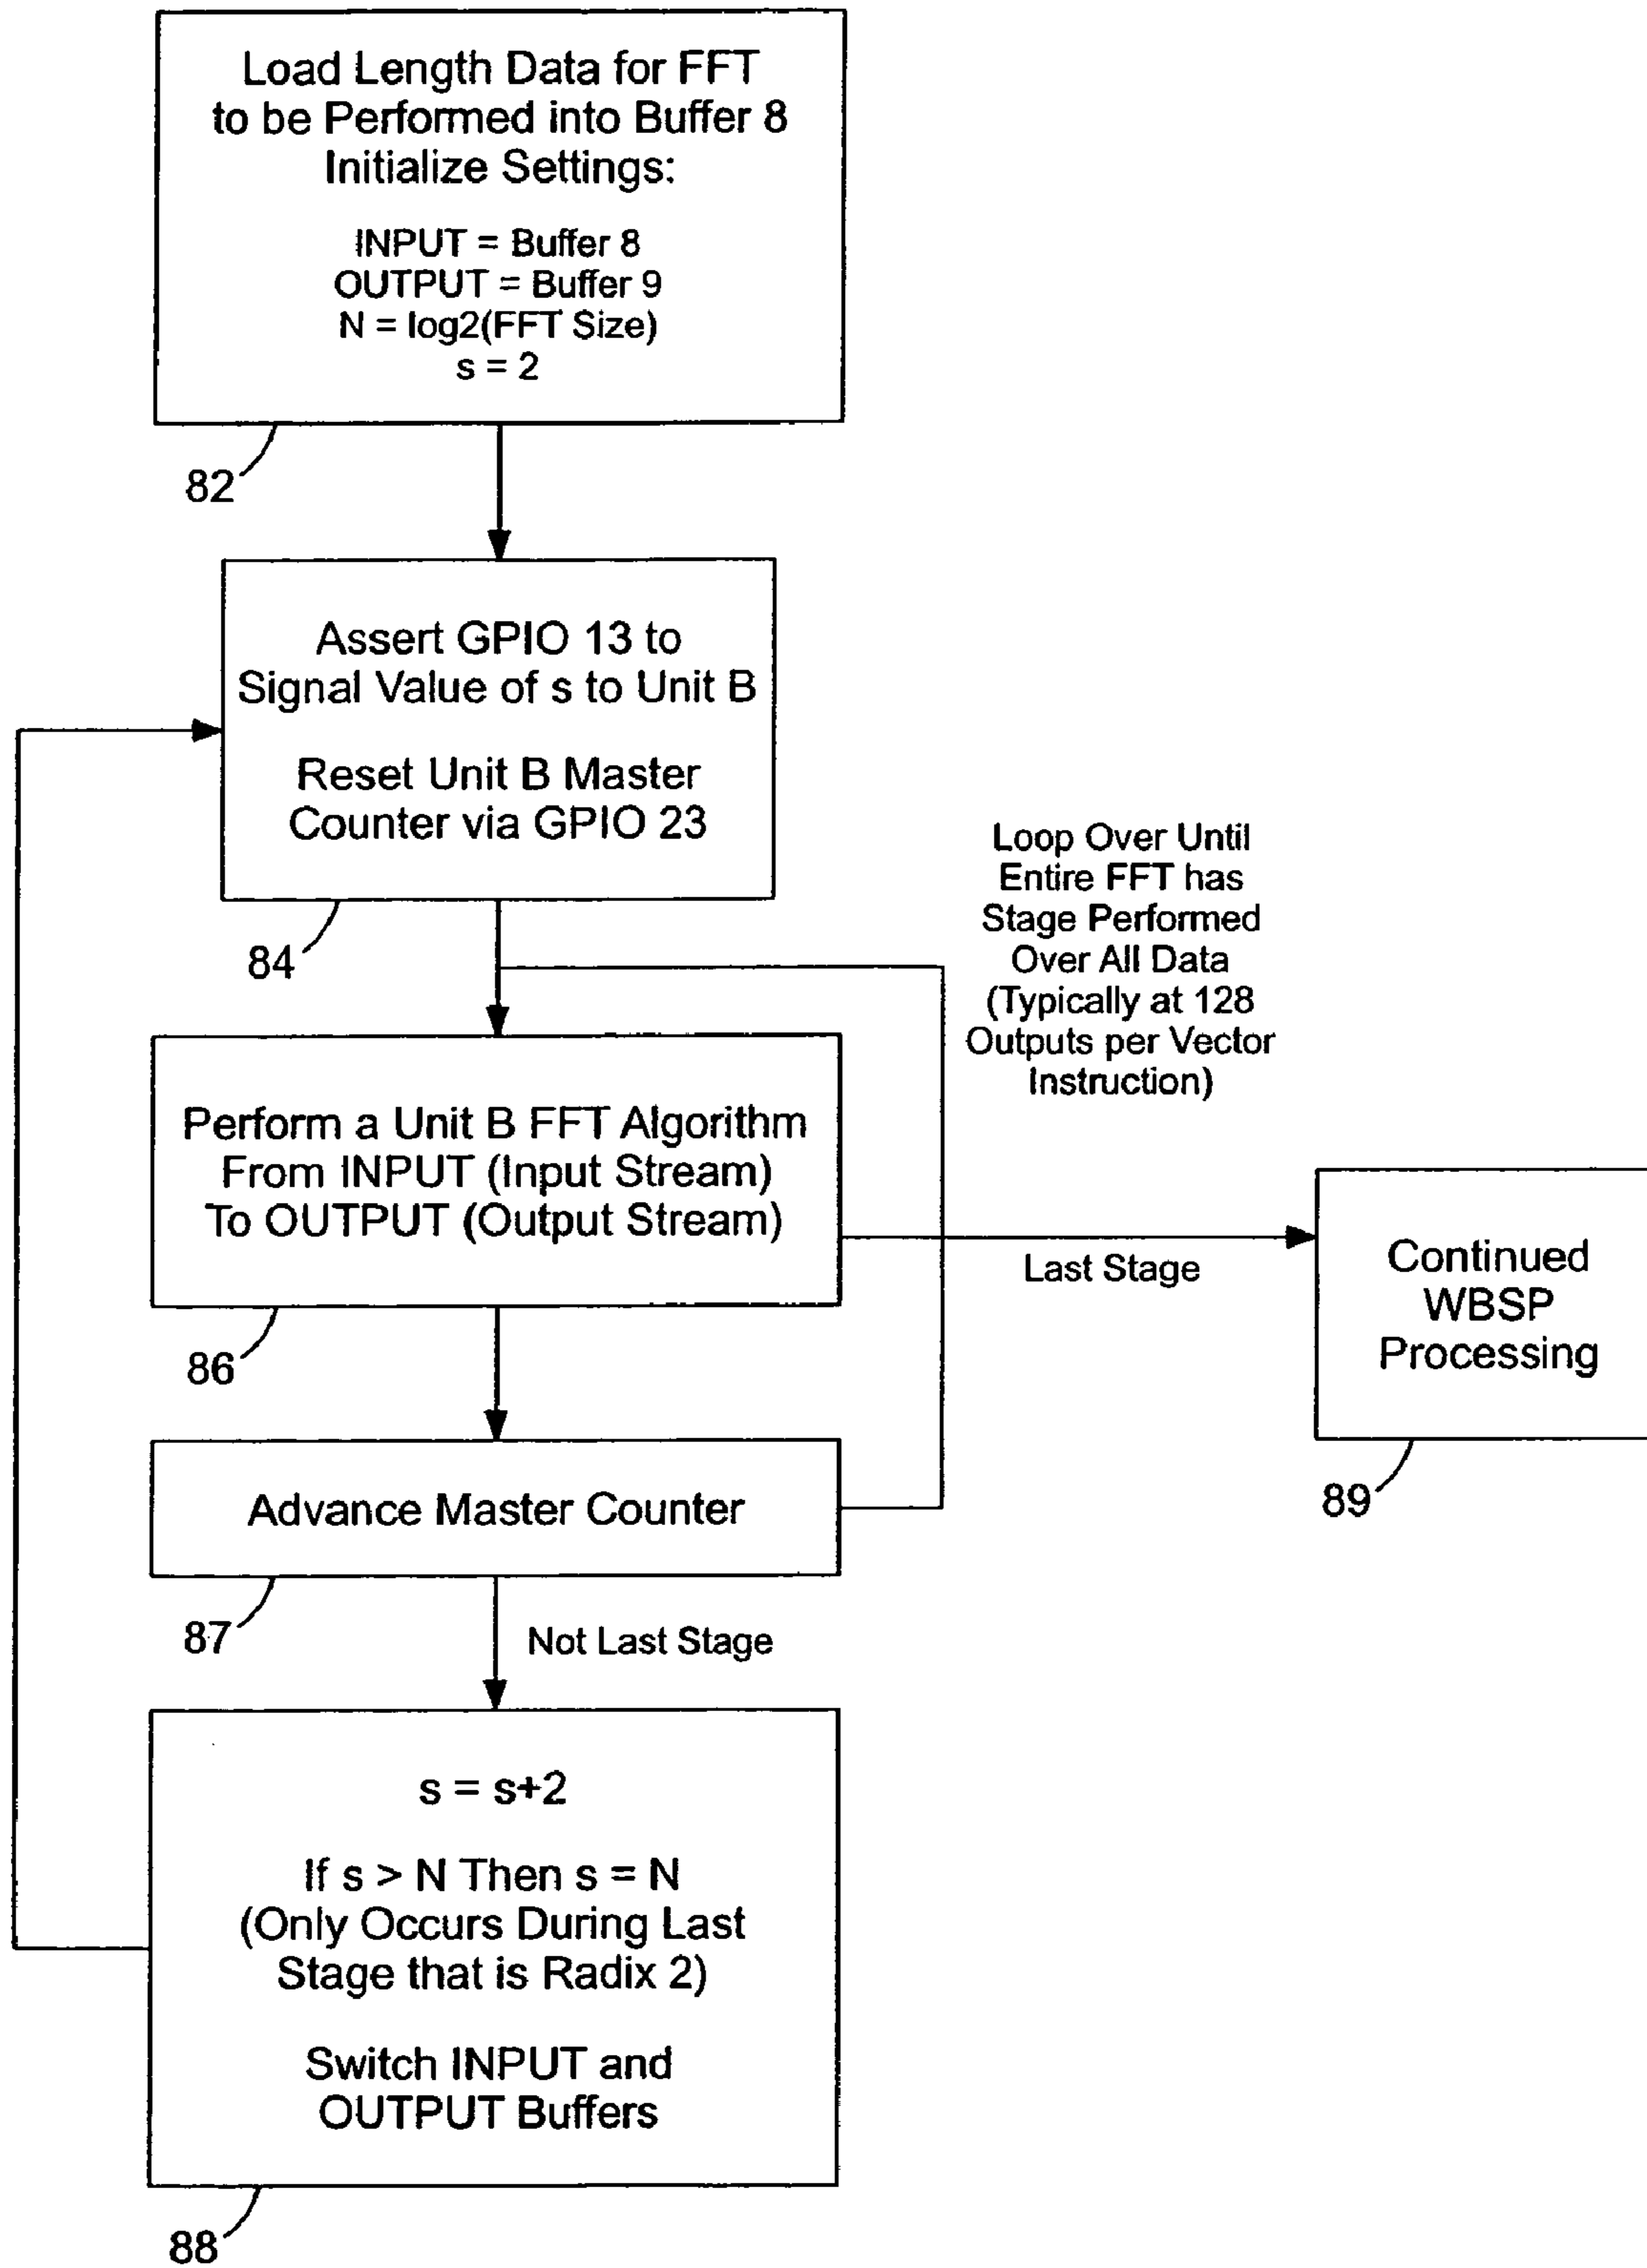 Load Length Data for FFT
to be Performed into Buffer 8
Initialize Settings:
INPUT = Buffer 8
OUTPUT = Buffer 9
N = log2(FFT Size)
s = 2
82
Assert GPIO 13 to
Signal Value of s to Unit B
Reset Unit B Master
Counter via GPIO 23
84
Loop Over Until
Entire FFT has
Stage Performed
Over All Data
(Typically at 128
Outputs per Vector
Instruction)
Perform a Unit B FFT Algorithm
From INPUT (Input Stream)
To OUTPUT (Output Stream)
86
Last Stage
Continued
WBSP
Processing
89
Advance Master Counter
87
Not Last Stage
s = s+2
If s > N Then s = N
(Only Occurs During Last
Stage that is Radix 2)
Switch INPUT and
OUTPUT Buffers
88